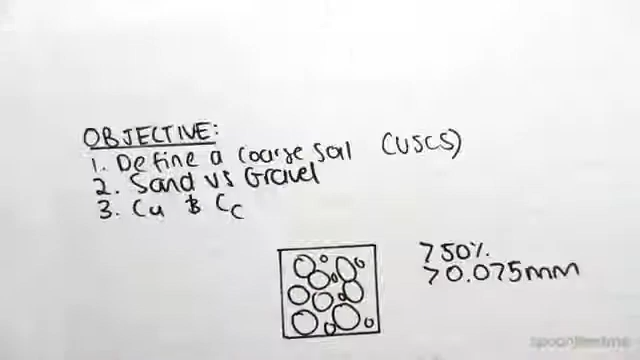 OBJECTIVE:
1. Define a coarse soil (USCS)
2. Sand vs Gravel
3. Cu & Cc
>50%
>0.075mm
spoonfeedme